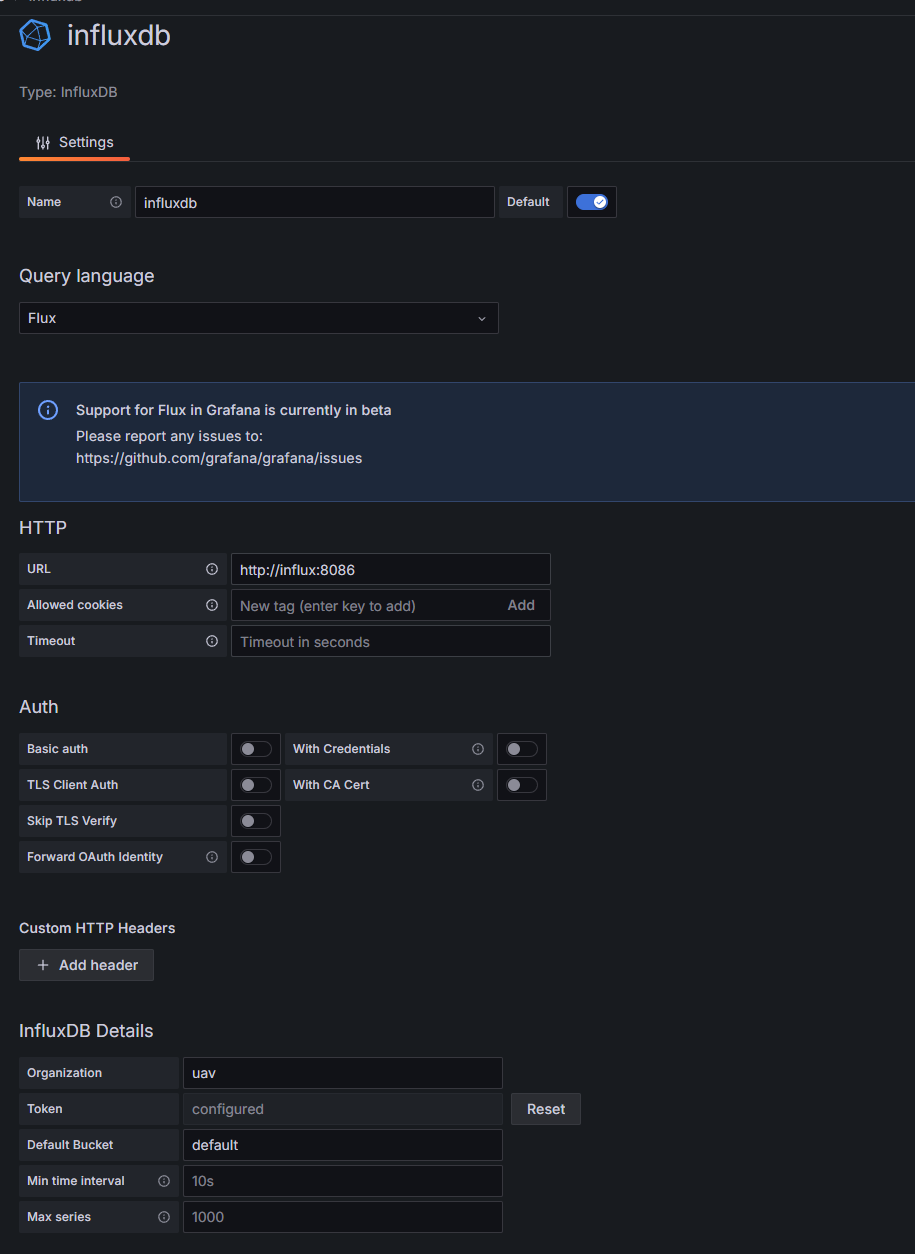 influxdb
Type: InfluxDB
Settings
Name influxdb Default
Query language
Flux
Support for Flux in Grafana is currently in beta
Please report any issues to:
https://github.com/grafana/grafana/issues
HTTP
URL http://influx:8086
Allowed cookies New tag (enter key to add) Add
Timeout Timeout in seconds
Auth
Basic auth With Credentials
TLS Client Auth With CA Cert
Skip TLS Verify
Forward OAuth Identity
Custom HTTP Headers
+ Add header
InfluxDB Details
Organization uav
Token configured Reset
Default Bucket default
Min time interval 10s
Max series 1000